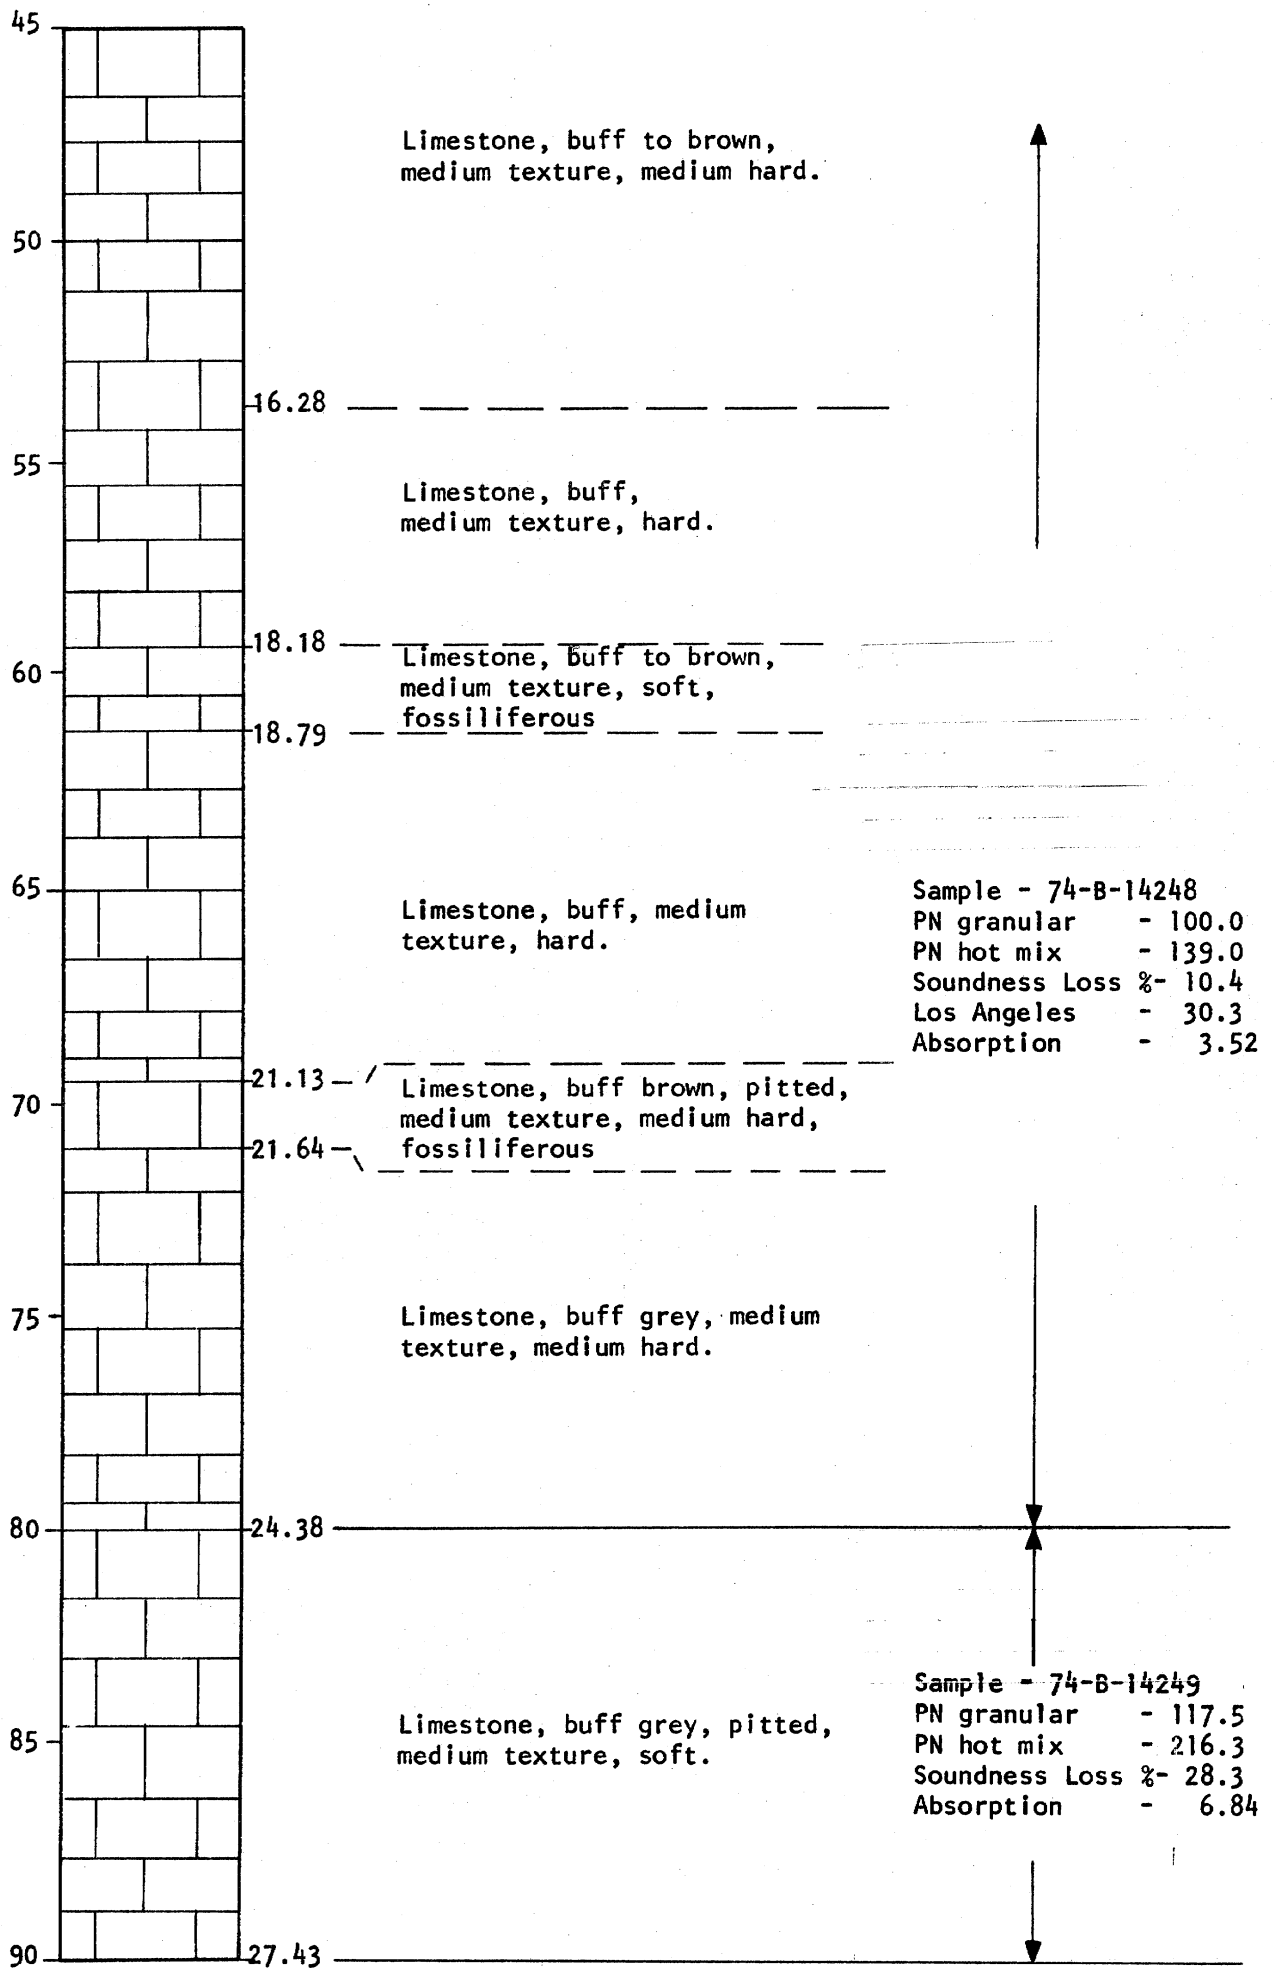 45
Limestone, buff to brown,
medium texture, medium hard.
50
16.28
55
Limestone, buff,
medium texture, hard.
18.18
Limestone, buff to brown,
60
medium texture, soft,
fossiliferous
18.79
65
Limestone, buff, medium
texture, hard.
Sample - 74-B-14248
PN granular - 100.0
PN hot mix - 139.0
Soundness Loss %- 10.4
Los Angeles - 30.3
Absorption - 3.52
21.13
Limestone, buff brown, pitted,
70
medium texture, medium hard,
21.64
fossiliferous
75
Limestone, buff grey, medium
texture, medium hard.
80
24.38
85
Limestone, buff grey, pitted,
medium texture, soft.
Sample - 74-B-14249
PN granular - 117.5
PN hot mix - 216.3
Soundness Loss %- 28.3
Absorption - 6.84
90
27.43